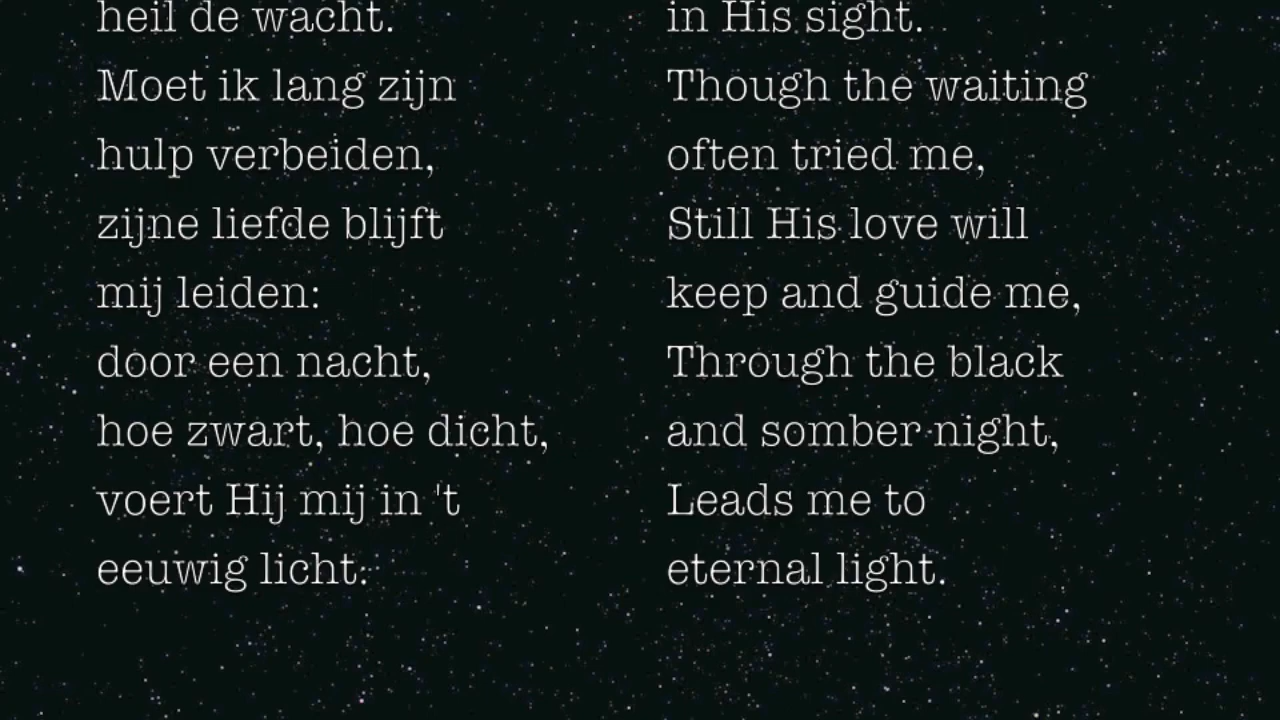 heil de wacht.
Moet ik lang zijn
hulp verbeiden,
zijne liefde blijft
mij leiden:
door een nacht,
hoe zwart, hoe dicht,
voert Hij mij in 't
eeuwig licht.
in His sight.
Though the waiting
often tried me,
Still His love will
keep and guide me,
Through the black
and somber night,
Leads me to
eternal light.